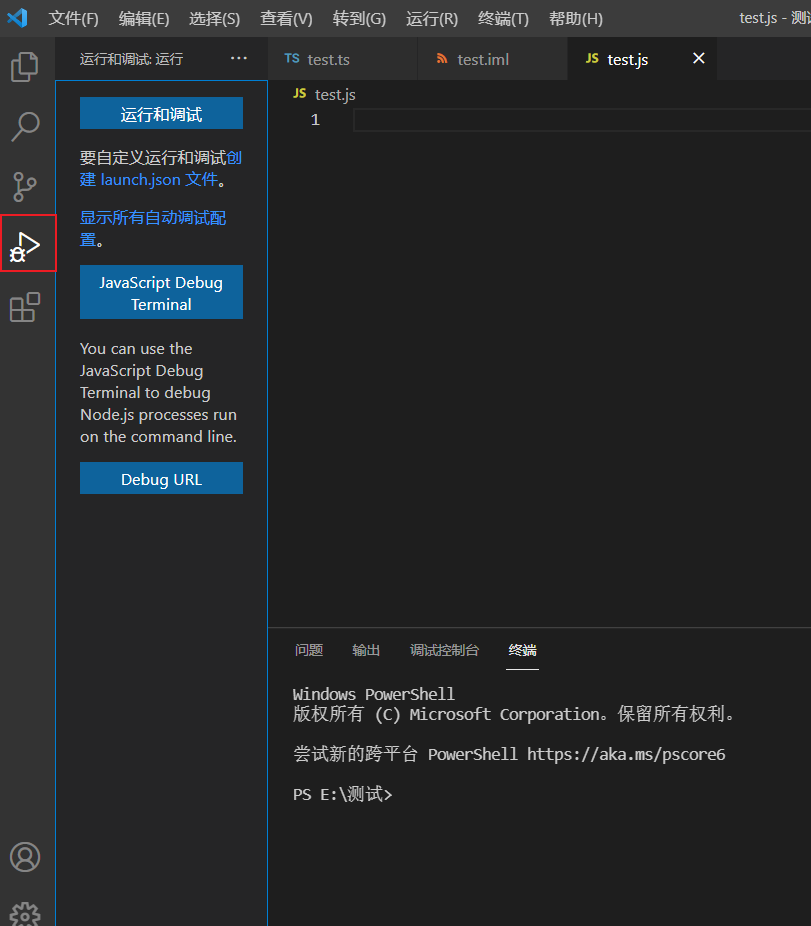 文件(F) 编辑(E) 选择(S) 查看(V) 转到(G) 运行(R) 终端(T) 帮助(H) test.js - 测
运行和调试: 运行 ···
TS test.ts
test.iml
JS test.js
JS test.js
1
运行和调试
要自定义运行和调试创
建 launch.json 文件。
显示所有自动调试配
置。
JavaScript Debug
Terminal
You can use the
JavaScript Debug
Terminal to debug
Node.js processes run
on the command line.
Debug URL
问题 输出 调试控制台 终端
Windows PowerShell
版权所有 (C) Microsoft Corporation。保留所有权利。
尝试新的跨平台 PowerShell https://aka.ms/pscore6
PS E:\测试>